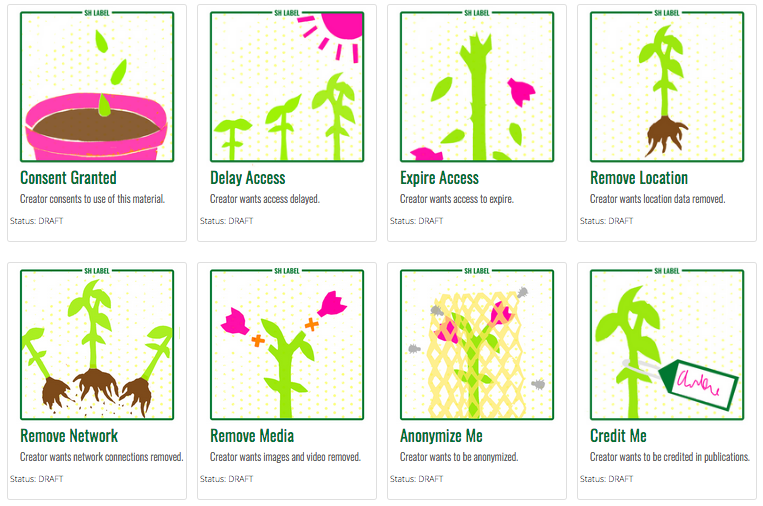 SH LABEL
Consent Granted
Creator consents to use of this material.
Status: DRAFT
SH LABEL
Delay Access
Creator wants access delayed.
Status: DRAFT
SH LABEL
Expire Access
Creator wants access to expire.
Status: DRAFT
SH LABEL
Remove Location
Creator wants location data removed.
Status: DRAFT
SH LABEL
Remove Network
Creator wants network connections removed.
Status: DRAFT
SH LABEL
Remove Media
Creator wants images and video removed.
Status: DRAFT
SH LABEL
Anonymize Me
Creator wants to be anonymized.
Status: DRAFT
SH LABEL
Credit Me
Creator wants to be credited in publications.
Status: DRAFT